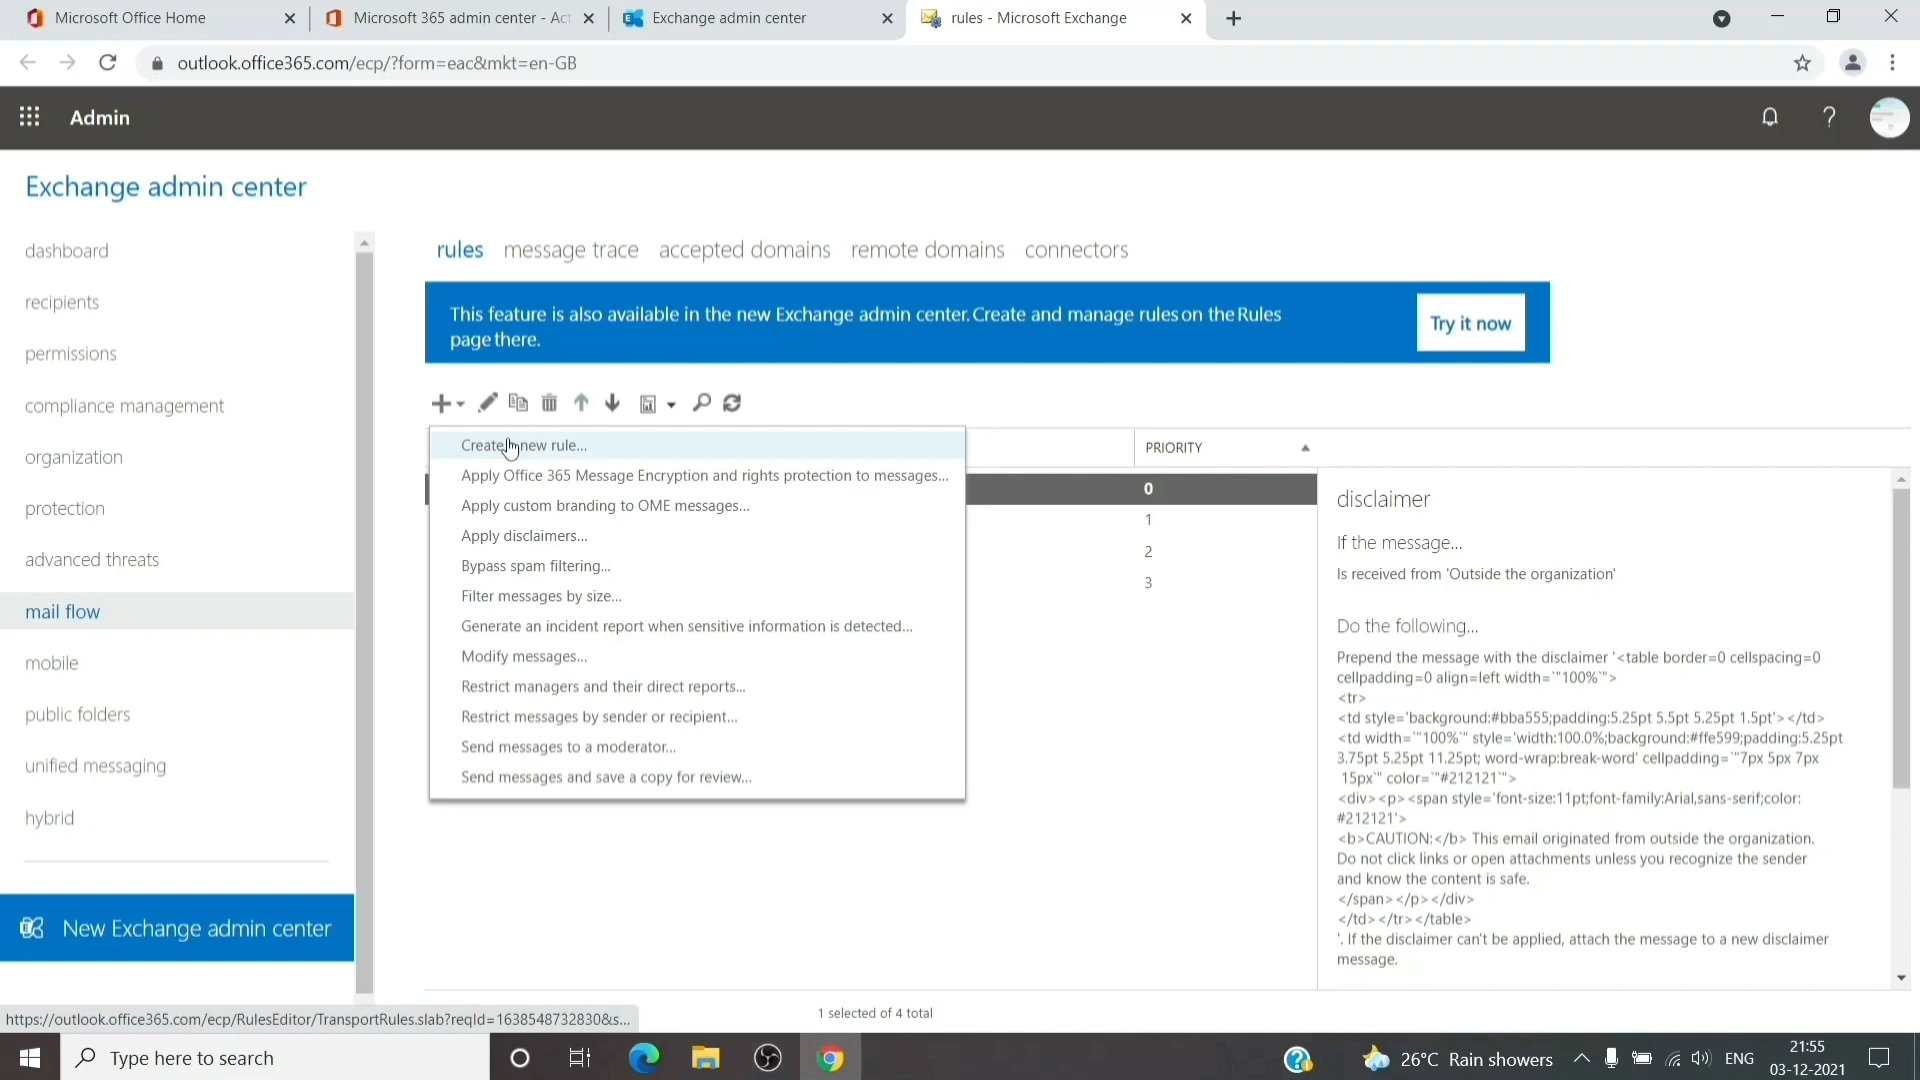 Microsoft Office Home
Microsoft 365 admin center - Act
Exchange admin center
rules - Microsoft Exchange
outlook.office365.com/ecp/?form=eac&mkt=en-GB
Admin
Exchange admin center
dashboard
recipients
permissions
compliance management
organization
protection
advanced threats
mail flow
mobile
public folders
unified messaging
hybrid
New Exchange admin center
rules message trace accepted domains remote domains connectors
This feature is also available in the new Exchange admin center. Create and manage rules on the Rules
page there.
Try it now
Create new rule...
Apply Office 365 Message Encryption and rights protection to messages...
Apply custom branding to OME messages...
Apply disclaimers...
Bypass spam filtering...
Filter messages by size...
Generate an incident report when sensitive information is detected...
Modify messages...
Restrict managers and their direct reports...
Restrict messages by sender or recipient...
Send messages to a moderator...
Send messages and save a copy for review...
PRIORITY
0
1
2
3
disclaimer
If the message...
Is received from 'Outside the organization'
Do the following...
Prepend the message with the disclaimer '<table border=0 cellspacing=0
cellpadding=0 align=left width=`"100%`">
<tr>
<td style='background:#bba555;padding:5.25pt 5.5pt 5.25pt 1.5pt'></td>
<td width=`"100%`" style='width:100.0%;background:#ffe599;padding:5.25pt
3.75pt 5.25pt 11.25pt; word-wrap:break-word' cellpadding=`"7px 5px 7px
15px`" color=`"#212121`">
<div><p><span style='font-size:11pt;font-family:Arial,sans-serif;color:
#212121'>
<b>CAUTION:</b> This email originated from outside the organization.
Do not click links or open attachments unless you recognize the sender
and know the content is safe.
</span></p></div>
</td></tr></table>
'. If the disclaimer can't be applied, attach the message to a new disclaimer
message.
1 selected of 4 total
https://outlook.office365.com/ecp/RulesEditor/TransportRules.slab?reqId=1638548732830&s...
Type here to search
26°C Rain showers
ENG
21:55
03-12-2021